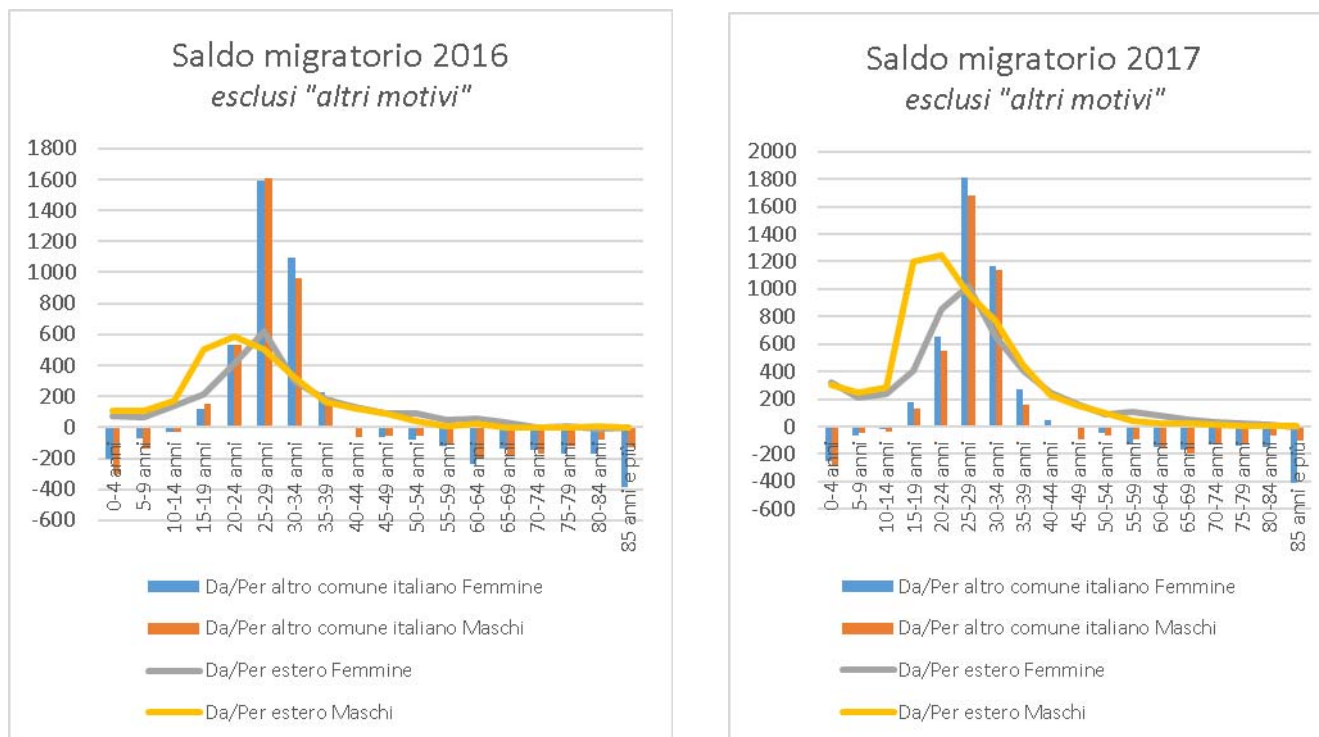 Saldo migratorio 2016
esclusi "altri motivi"
1800
1600
1400
1200
1000
800
600
400
200
0
-200
-400
-600
0-4 anni
5-9 anni
10-14 anni
15-19 anni
20-24 anni
25-29 anni
30-34 anni
35-39 anni
40-44 anni
45-49 anni
50-54 anni
55-59 anni
60-64 anni
65-69 anni
70-74 anni
75-79 anni
80-84 anni
85 anni e più
Da/Per altro comune italiano Femmine
Da/Per altro comune italiano Maschi
Da/Per estero Femmine
Da/Per estero Maschi
Saldo migratorio 2017
esclusi "altri motivi"
2000
1800
1600
1400
1200
1000
800
600
400
200
0
-200
-400
-600
0-4 anni
5-9 anni
10-14 anni
15-19 anni
20-24 anni
25-29 anni
30-34 anni
35-39 anni
40-44 anni
45-49 anni
50-54 anni
55-59 anni
60-64 anni
65-69 anni
70-74 anni
75-79 anni
80-84 anni
85 anni e più
Da/Per altro comune italiano Femmine
Da/Per altro comune italiano Maschi
Da/Per estero Femmine
Da/Per estero Maschi